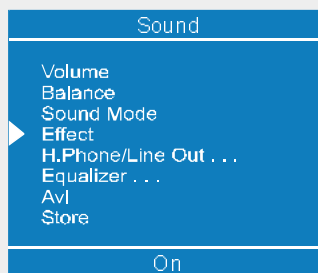 Sound
Volume
Balance
Sound Mode
Effect
H.Phone/Line Out . . .
Equalizer . . .
Avl
Store
On